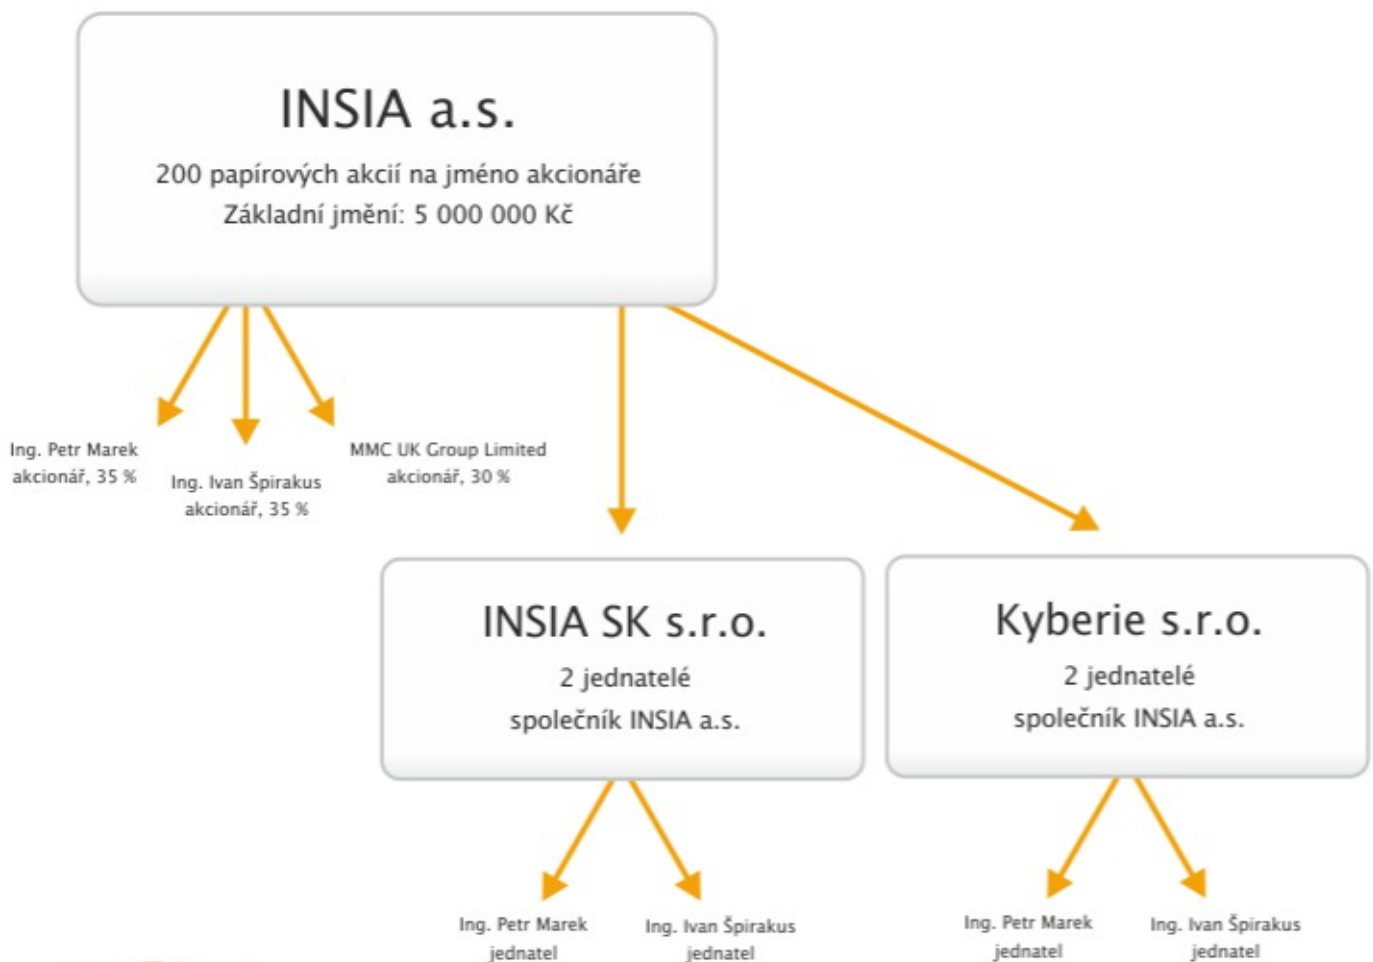 INSIA a.s.
200 papírových akcií na jméno akcionáře
Základní jmění: 5 000 000 Kč
Ing. Petr Marek
akcionář, 35 %
Ing. Ivan Špirakus
akcionář, 35 %
MMC UK Group Limited
akcionář, 30 %
INSIA SK s.r.o.
2 jednatelé
společník INSIA a.s.
Kyberie s.r.o.
2 jednatelé
společník INSIA a.s.
Ing. Petr Marek
jednatel
Ing. Ivan Špirakus
jednatel
Ing. Petr Marek
jednatel
Ing. Ivan Špirakus
jednatel